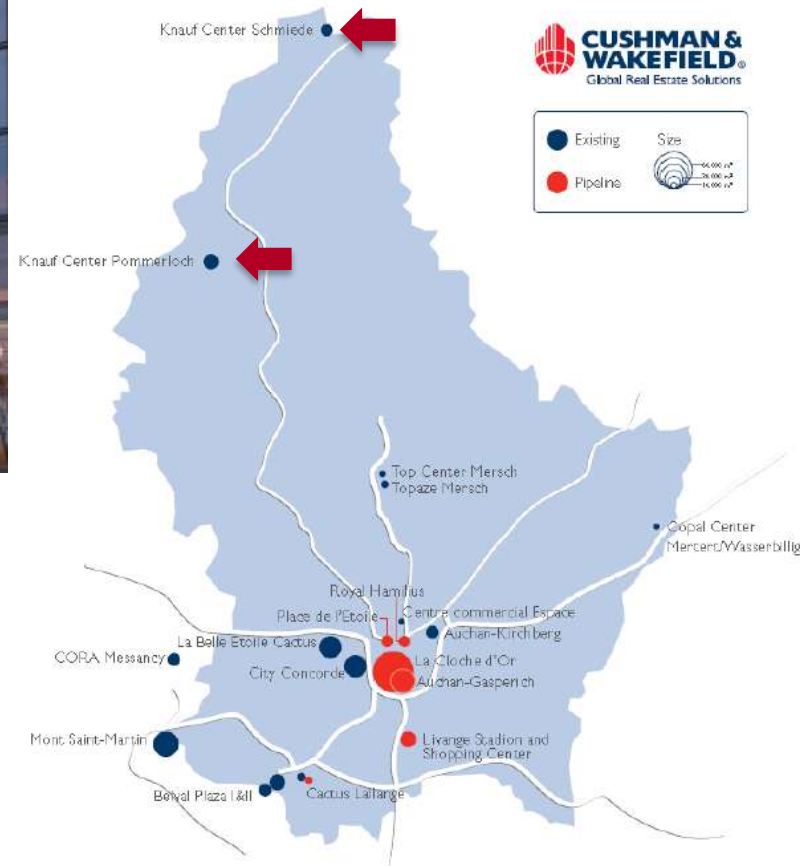 Knauf Center Schmiede
CUSHMAN &
WAKEFIELD®
Global Real Estate Solutions
Existing
Size
Pipeline
Knauf Center Pommerloch
Top Center Mersch
Topaze Mersch
Copal Center
Mertert/Wasserbillig
Royal Hamilius
Place de l'Etoile
Centre commercial Espace
Auchan-Kirchberg
La Belle Etoile Cactus
CORA Messancy
City Concorde
La Cloche d'Or
Auchan-Gasperich
Mont Saint-Martin
Livange Stadion and
Shopping Center
Belval Plaza I&II
Cactus Lallange